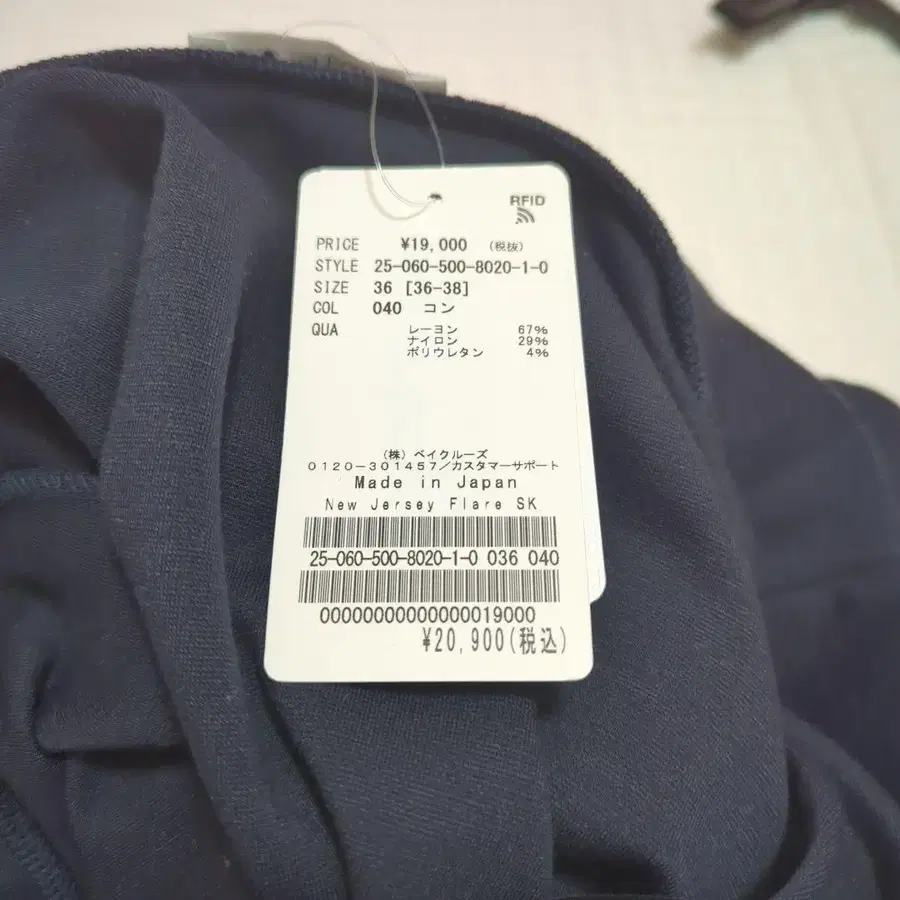 RFID
PRICE ¥19,000 (税抜)
STYLE 25-060-500-8020-1-0
SIZE 36 [36-38]
COL 040 コン
QUA レーヨン 67%
ナイロン 29%
ポリウレタン 4%
(株) ベイクルーズ
0120-301457/カスタマーサポート
Made in Japan
New Jersey Flare SK
25-060-500-8020-1-0 036 040
00000000000000019000
¥20,900(税込)